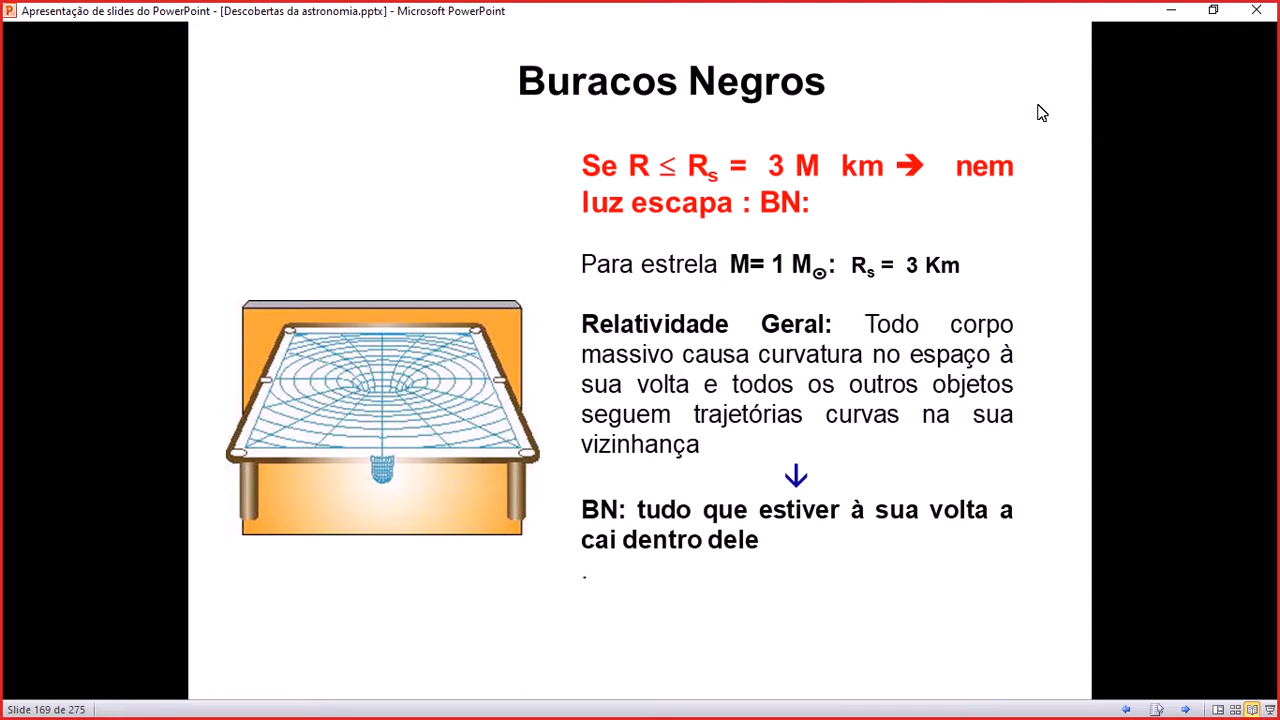 Apresentação de slides do PowerPoint - [Descobertas da astronomia.pptx] - Microsoft PowerPoint
Buracos Negros
Se R ≤ Rs = 3 M km ➔ nem
luz escapa : BN:
Para estrela M= 1 M⊙: Rs = 3 Km
Relatividade Geral: Todo corpo
massivo causa curvatura no espaço à
sua volta e todos os outros objetos
seguem trajetórias curvas na sua
vizinhança
↓
BN: tudo que estiver à sua volta a
cai dentro dele
.
Slide 169 de 275